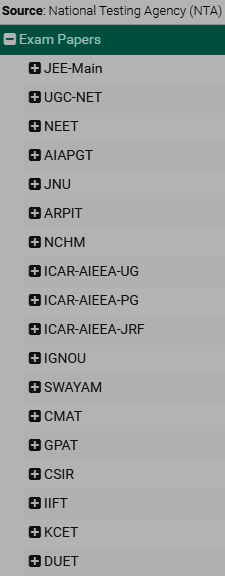 Source: National Testing Agency (NTA)
Exam Papers
JEE-Main
UGC-NET
NEET
AIAPGT
JNU
ARPIT
NCHM
ICAR-AIEEA-UG
ICAR-AIEEA-PG
ICAR-AIEEA-JRF
IGNOU
SWAYAM
CMAT
GPAT
CSIR
IIFT
KCET
DUET